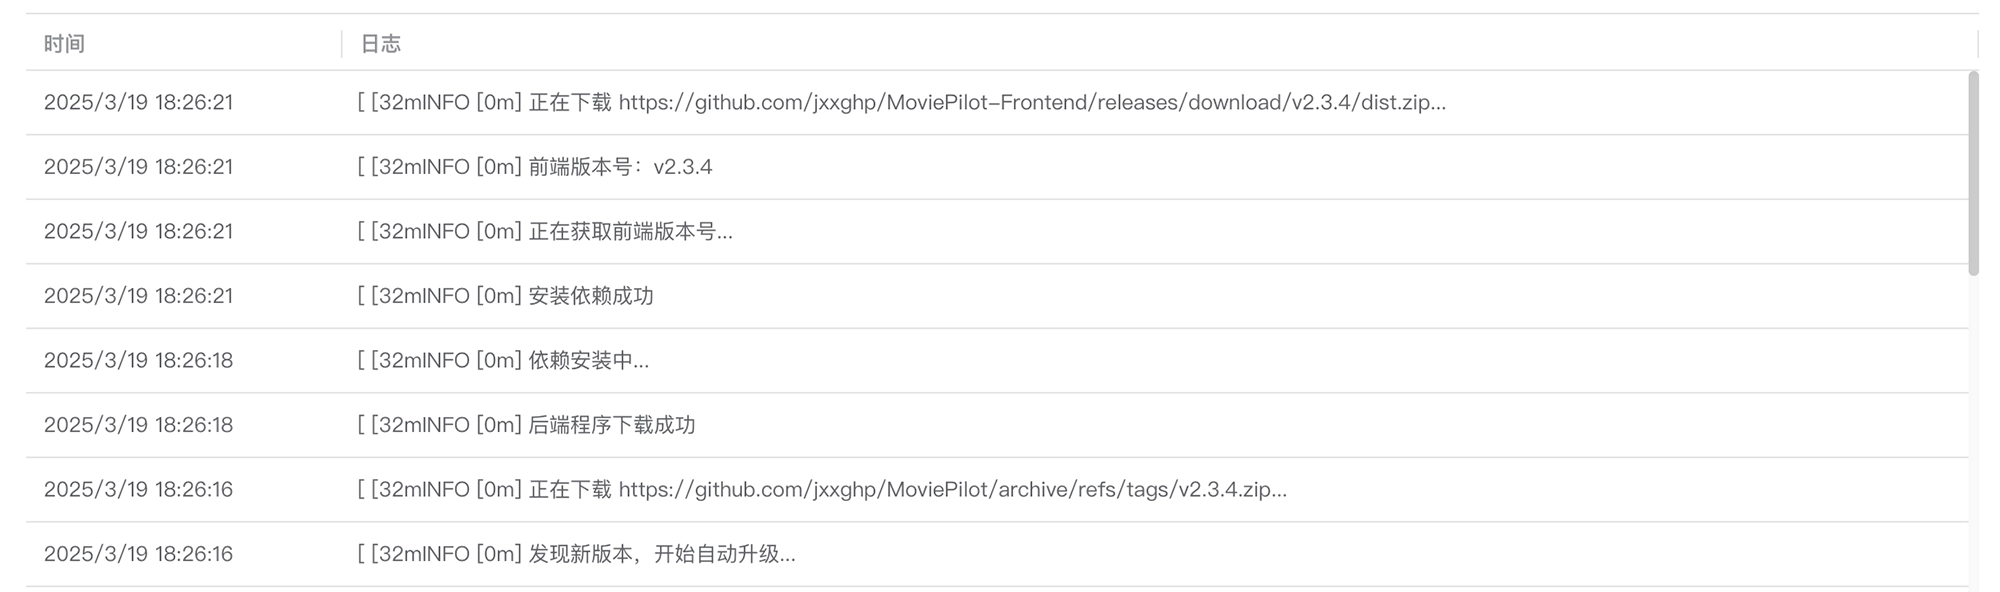 时间 日志
2025/3/19 18:26:21 [ [32mINFO [0m] 正在下载 https://github.com/jxxghp/MoviePilot-Frontend/releases/download/v2.3.4/dist.zip...
2025/3/19 18:26:21 [ [32mINFO [0m] 前端版本号：v2.3.4
2025/3/19 18:26:21 [ [32mINFO [0m] 正在获取前端版本号...
2025/3/19 18:26:21 [ [32mINFO [0m] 安装依赖成功
2025/3/19 18:26:18 [ [32mINFO [0m] 依赖安装中...
2025/3/19 18:26:18 [ [32mINFO [0m] 后端程序下载成功
2025/3/19 18:26:16 [ [32mINFO [0m] 正在下载 https://github.com/jxxghp/MoviePilot/archive/refs/tags/v2.3.4.zip...
2025/3/19 18:26:16 [ [32mINFO [0m] 发现新版本，开始自动升级...